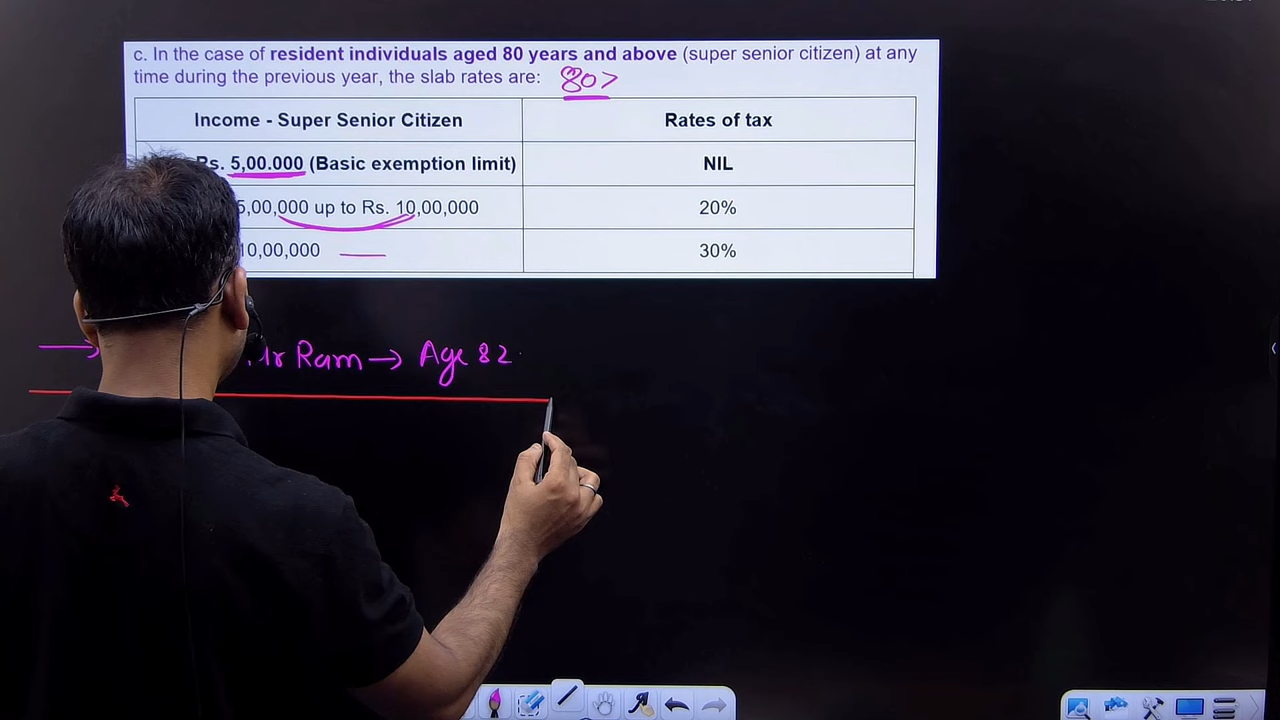 c. In the case of resident individuals aged 80 years and above (super senior citizen) at any
time during the previous year, the slab rates are: 80>
Income - Super Senior Citizen Rates of tax
Rs. 5,00.000 (Basic exemption limit) NIL
5,00,000 up to Rs. 10,00,000 20%
10,00,000 30%
Ram → Age 82